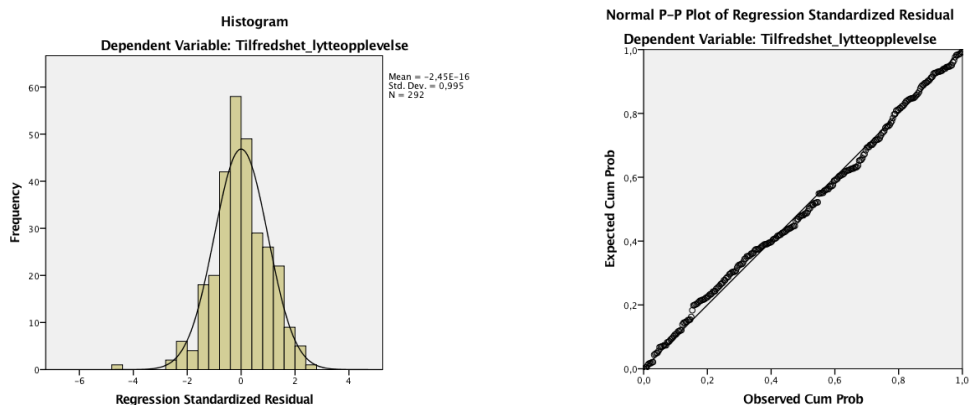 Histogram
Dependent Variable: Tilfredshet_lytteopplevelse
Mean = -2,45E-16
Std. Dev. = 0,995
N = 292
60
50
40
30
20
10
0
Frequency
-6 -4 -2 0 2 4
Regression Standardized Residual
Normal P-P Plot of Regression Standardized Residual
Dependent Variable: Tilfredshet_lytteopplevelse
1,0
0,8
0,6
0,4
0,2
0,0
Expected Cum Prob
0,0 0,2 0,4 0,6 0,8 1,0
Observed Cum Prob